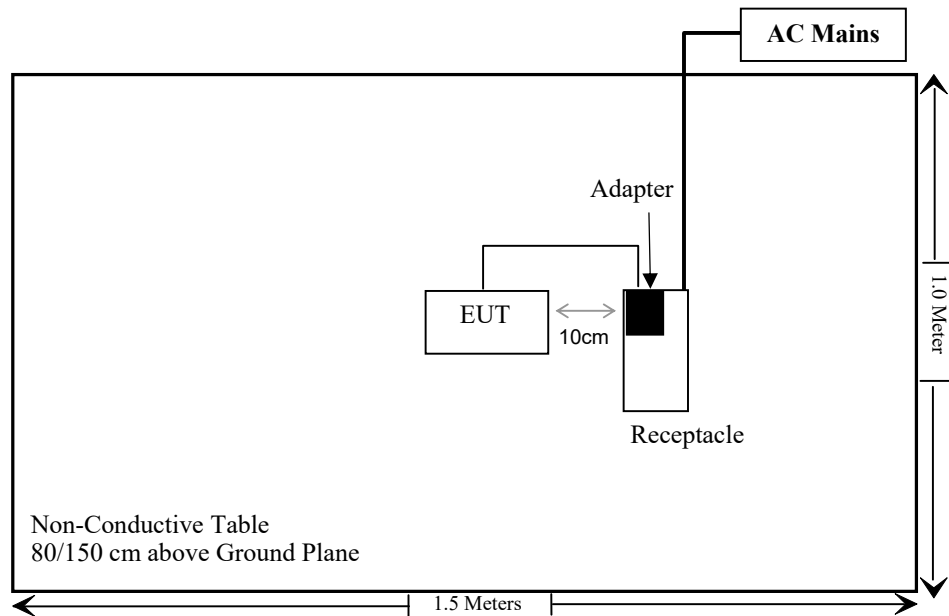 AC Mains
Adapter
EUT
10cm
1.0 Meter
Receptacle
Non-Conductive Table
80/150 cm above Ground Plane
1.5 Meters